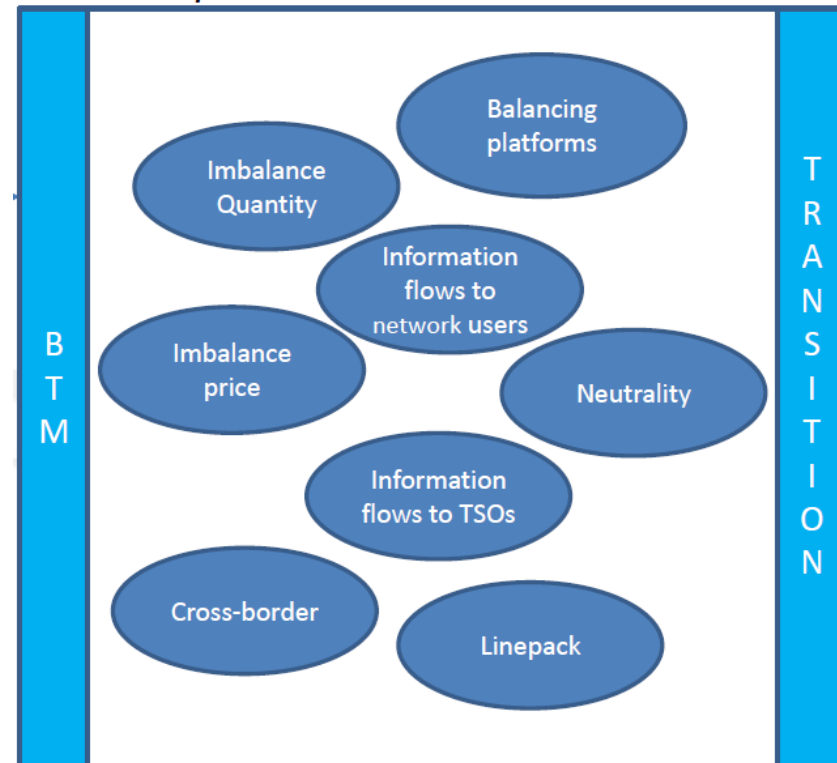 Balancing
platforms
Imbalance
Quantity
Information
flows to
network users
Imbalance
price
Neutrality
Information
flows to TSOs
Cross-border
Linepack
B
T
M
T
R
A
N
S
I
T
I
O
N